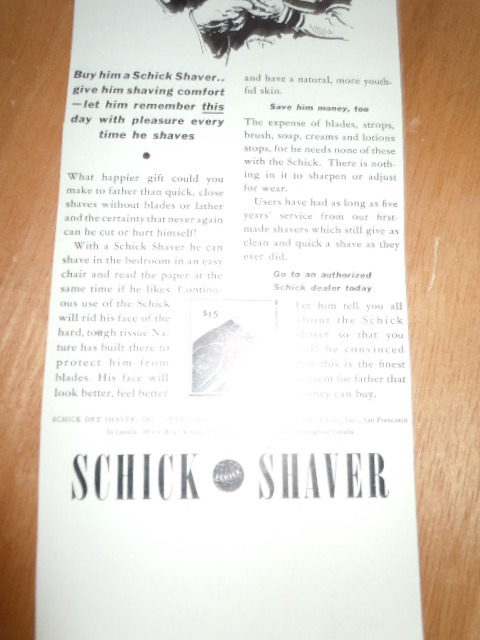 Buy him a Schick Shaver..
give him shaving comfort
—let him remember this
day with pleasure every
time he shaves
What happier gift could you
make to father than quick, close
shaves without blades or lather
and the certainty that never again
can he cut or hurt himself?
With a Schick Shaver he can
shave in the bedroom in an easy
chair and read the paper at the
same time if he likes. Continu-
ous use of the Schick
will rid his face of the
hard, tough tissue Na-
ture has built there to
protect him from
blades. His face will
look better, feel better
and have a natural, more youth-
ful skin.
Save him money, too
The expense of blades, strops,
brush, soap, creams and lotions
stops, for he needs none of these
with the Schick. There is noth-
ing in it to sharpen or adjust
for wear.
Users have had as long as five
years' service from our first-
made shavers which still give as
clean and quick a shave as they
ever did.
Go to an authorized
Schick dealer today
$15
Let him tell you all
about the Schick
Shaver so that you
will be convinced
that this is the finest
present for father that
money can buy.
SCHICK DRY SHAVER, INC., Inc., San Francisco
In Canada
SCHICK SCHICK SHAVER